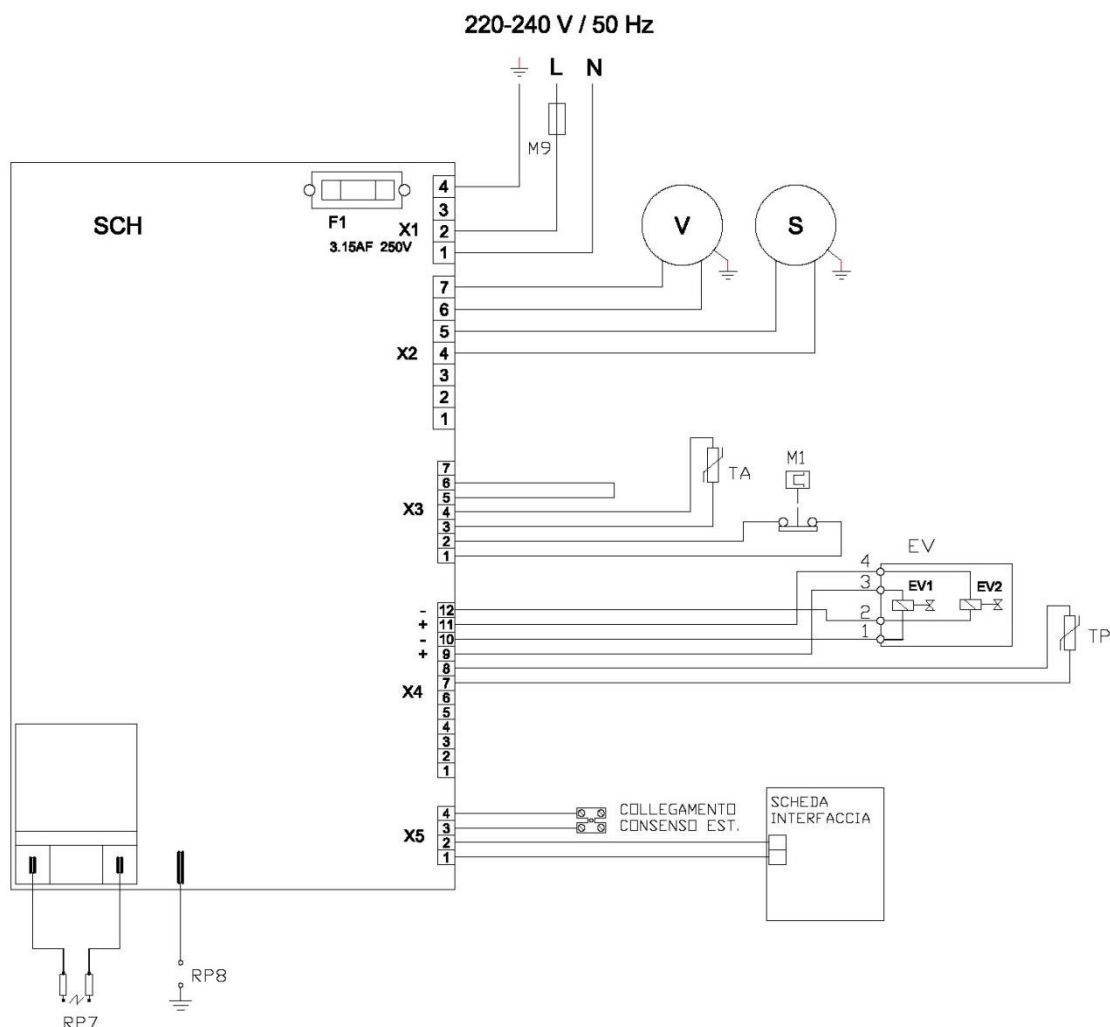 220-240 V / 50 Hz
L N
M9
F1
3.15AF 250V
SCH
X1
4
3
2
1
V
S
X2
7
6
5
4
3
2
1
X3
7
6
5
4
3
2
1
TA
M1
EV
4
3
2
1
EV1
EV2
TP
X4
- 12
+ 11
- 10
+ 9
8
7
6
5
4
3
2
1
X5
4
3
2
1
COLLEGAMENTO
CONSENSO EST.
SCHEDA
INTERFACCIA
RP8
RP7